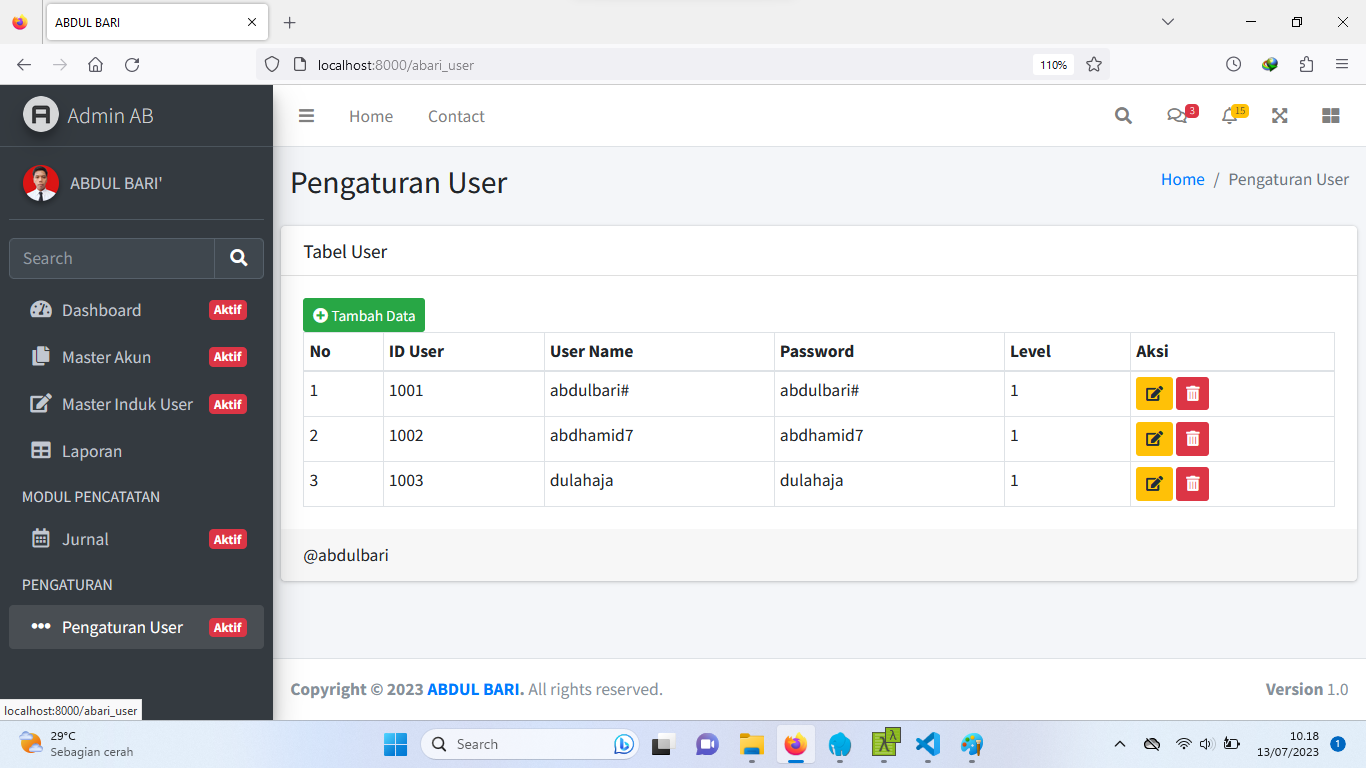 ABDUL BARI
localhost:8000/abari_user
110%
Admin AB
Home Contact
3
15
ABDUL BARI'
Pengaturan User
Home / Pengaturan User
Search
Tabel User
Dashboard Aktif
Tambah Data
Master Akun Aktif
Master Induk User Aktif
Laporan
MODUL PENCATATAN
Jurnal Aktif
PENGATURAN
Pengaturan User Aktif
No ID User User Name Password Level Aksi
1 1001 abdulbari# abdulbari# 1
2 1002 abdhamid7 abdhamid7 1
3 1003 dulahaja dulahaja 1
@abdulbari
Copyright © 2023 ABDUL BARI. All rights reserved.
Version 1.0
localhost:8000/abari_user
29°C
Sebagian cerah
Search
10.18
13/07/2023
1